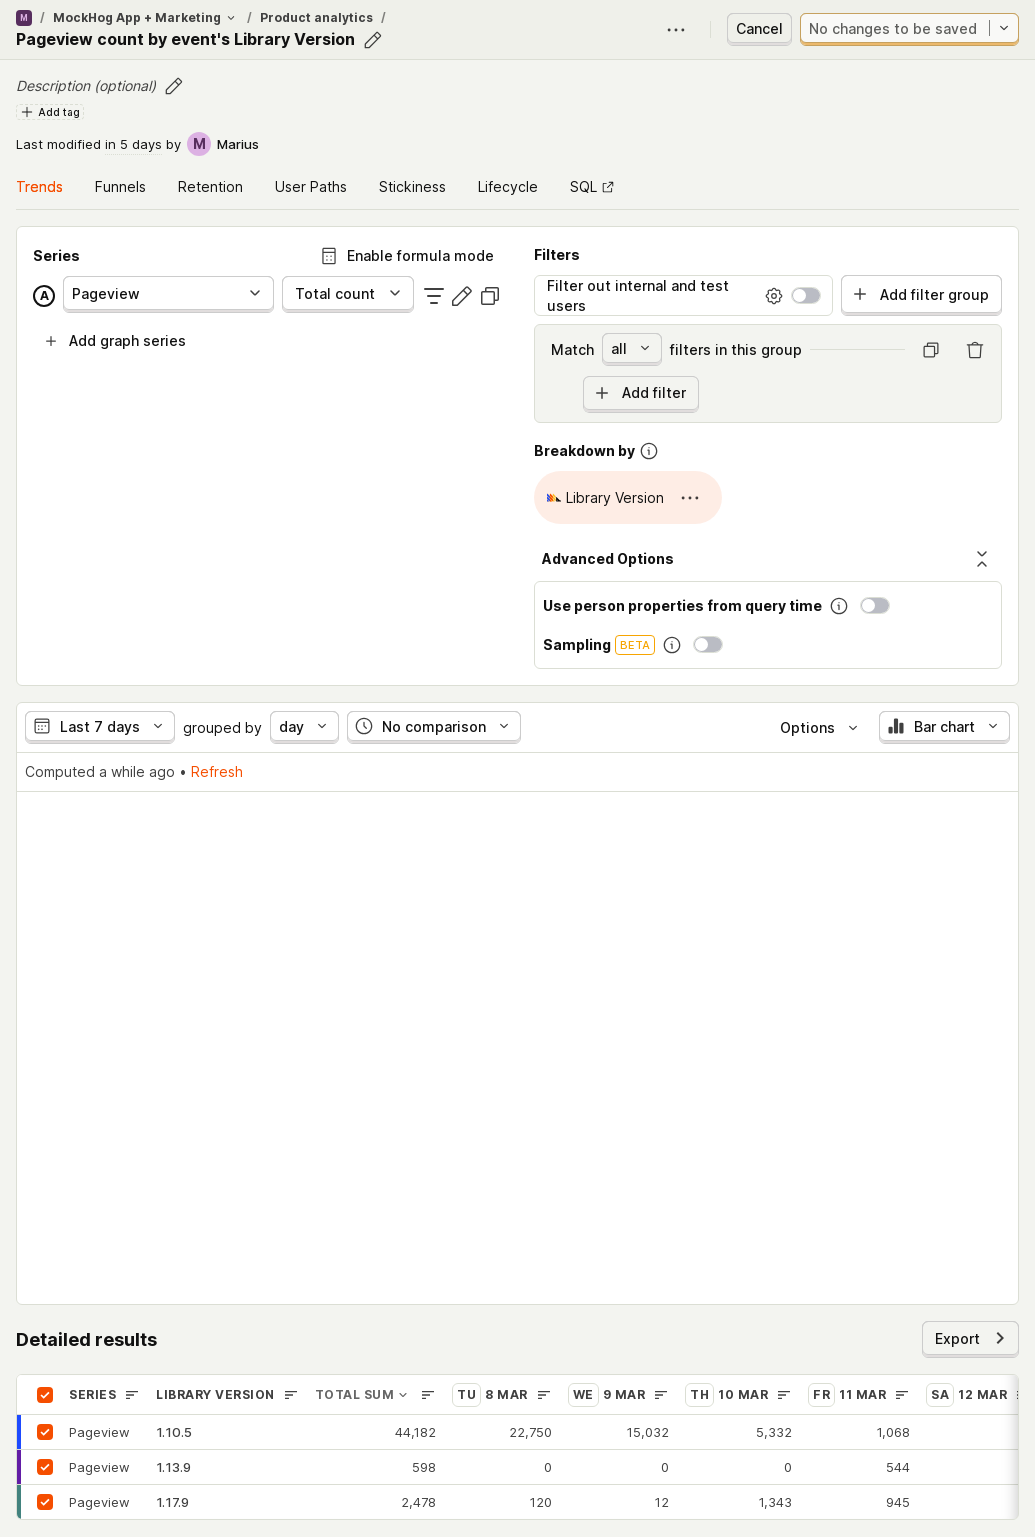 M / MockHog App + Marketing / Product analytics /
Pageview count by event's Library Version
Cancel
No changes to be saved
Description (optional)
Add tag
Last modified in 5 days by M Marius
Trends Funnels Retention User Paths Stickiness Lifecycle SQL
Series
Enable formula mode
A Pageview Total count
Add graph series
Filters
Filter out internal and test
users
Add filter group
Match all filters in this group
Add filter
Breakdown by
Library Version
Advanced Options
Use person properties from query time
Sampling BETA
Last 7 days grouped by day No comparison Options Bar chart
Computed a while ago • Refresh
Detailed results
Export
SERIES LIBRARY VERSION TOTAL SUM TU 8 MAR WE 9 MAR TH 10 MAR FR 11 MAR SA 12 MAR
Pageview 1.10.5 44,182 22,750 15,032 5,332 1,068
Pageview 1.13.9 598 0 0 0 544
Pageview 1.17.9 2,478 120 12 1,343 945